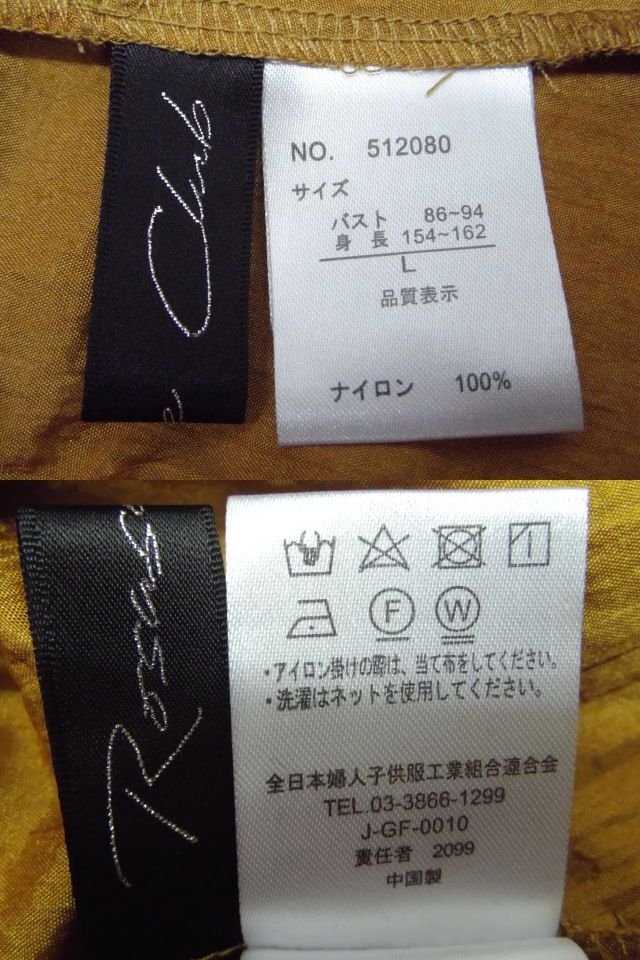 Club
NO. 512080
サイズ
バスト 86~94
身長 154~162
L
品質表示
ナイロン 100%
F W
・アイロン掛けの際は、当て布をしてください。
・洗濯はネットを使用してください。
全日本婦人子供服工業組合連合会
TEL.03-3866-1299
J-GF-0010
責任者 2099
中国製